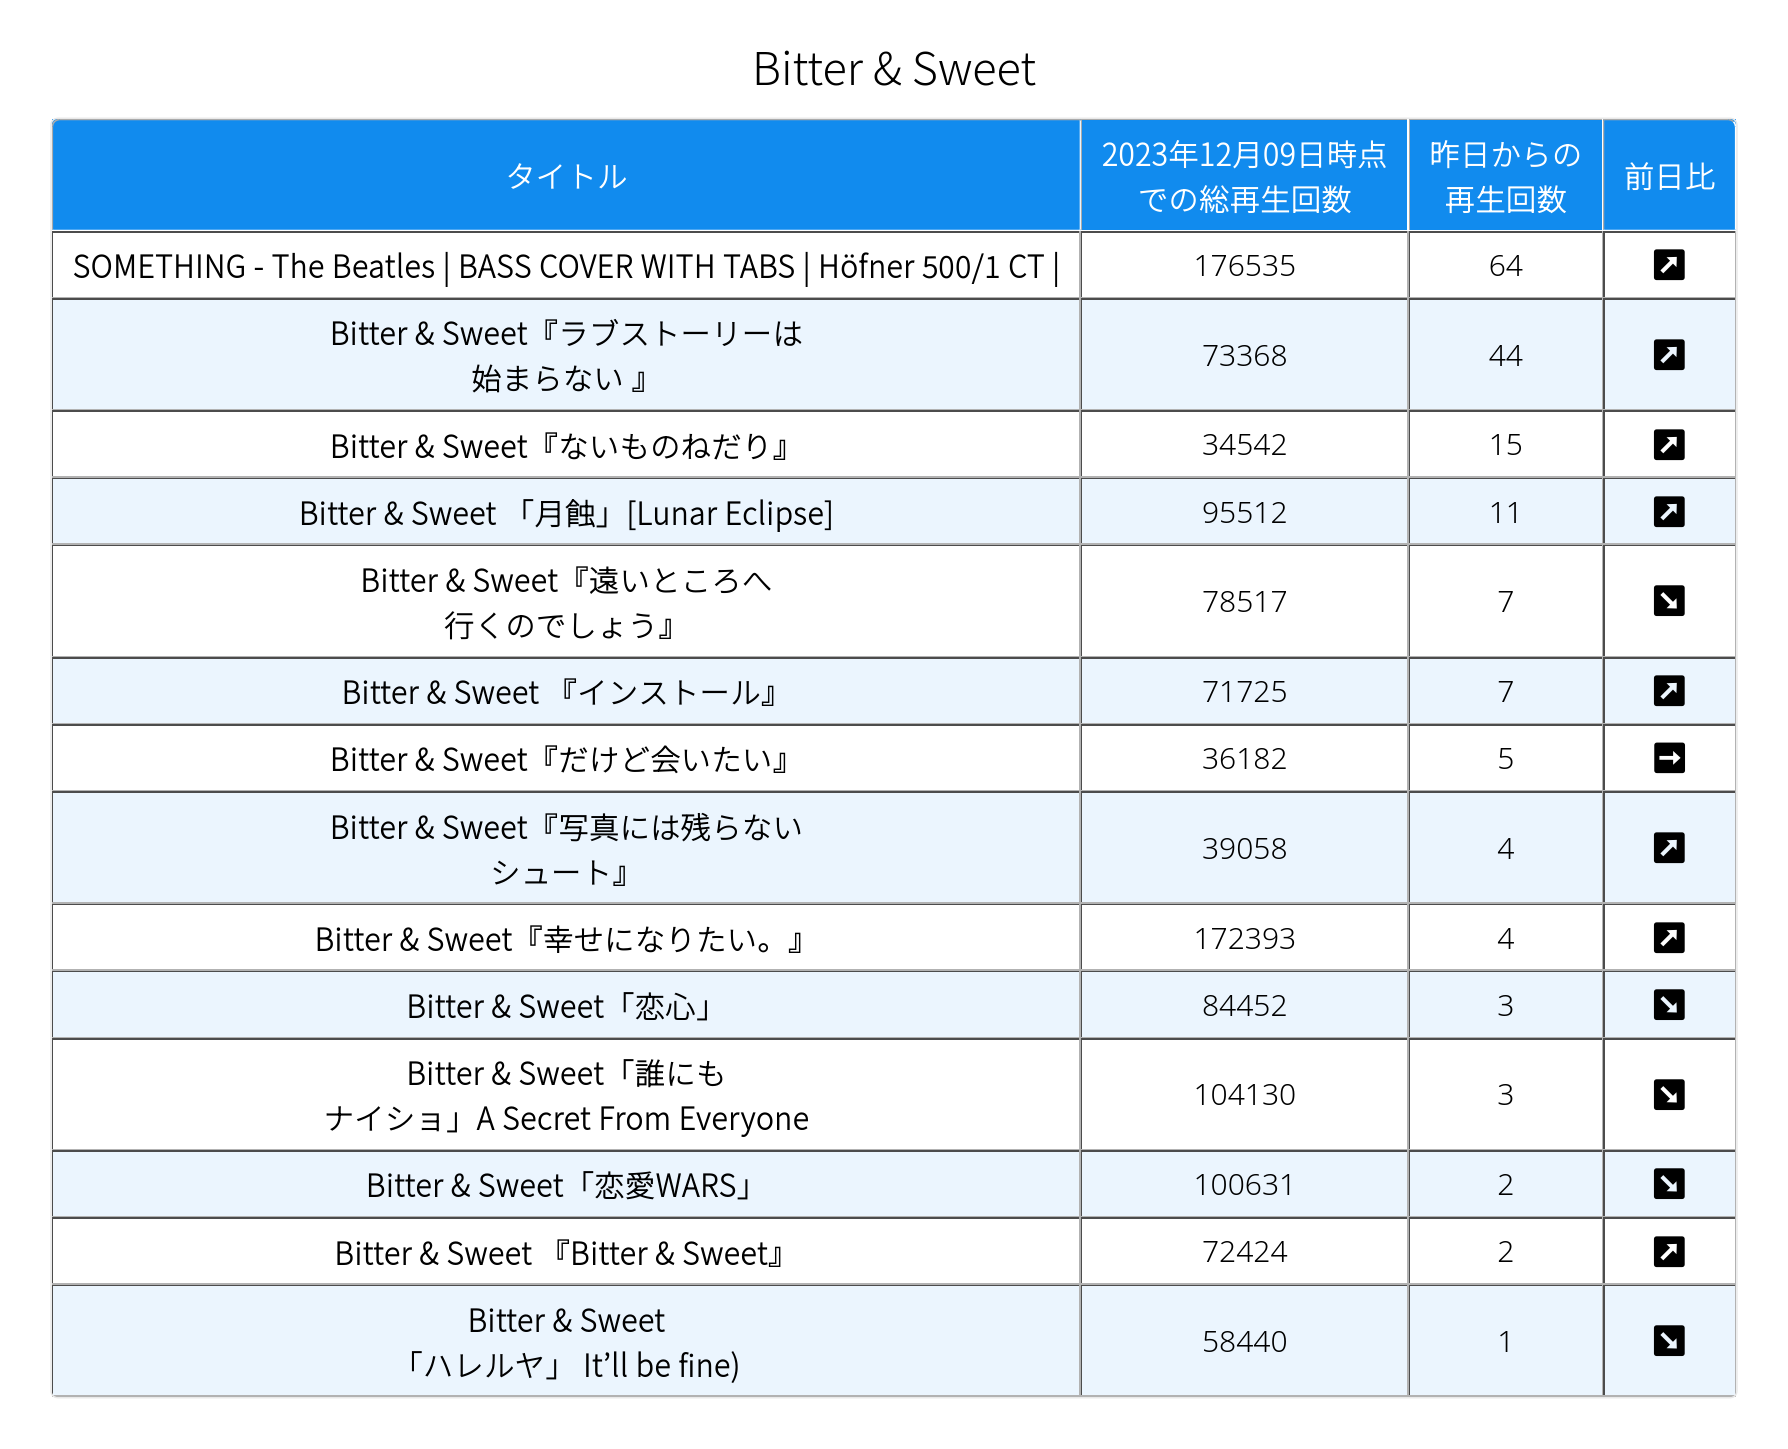 Bitter & Sweet
タイトル
2023年12月09日時点
での総再生回数
昨日からの
再生回数
前日比
SOMETHING - The Beatles | BASS COVER WITH TABS | Höfner 500/1 CT |
176535
64
Bitter & Sweet『ラブストーリーは
始まらない 』
73368
44
Bitter & Sweet『ないものねだり』
34542
15
Bitter & Sweet 「月蝕」[Lunar Eclipse]
95512
11
Bitter & Sweet『遠いところへ
行くのでしょう』
78517
7
Bitter & Sweet 『インストール』
71725
7
Bitter & Sweet『だけど会いたい』
36182
5
Bitter & Sweet『写真には残らない
シュート』
39058
4
Bitter & Sweet『幸せになりたい。』
172393
4
Bitter & Sweet「恋心」
84452
3
Bitter & Sweet「誰にも
ナイショ」A Secret From Everyone
104130
3
Bitter & Sweet「恋愛WARS」
100631
2
Bitter & Sweet 『Bitter & Sweet』
72424
2
Bitter & Sweet
「ハレルヤ」 It’ll be fine)
58440
1